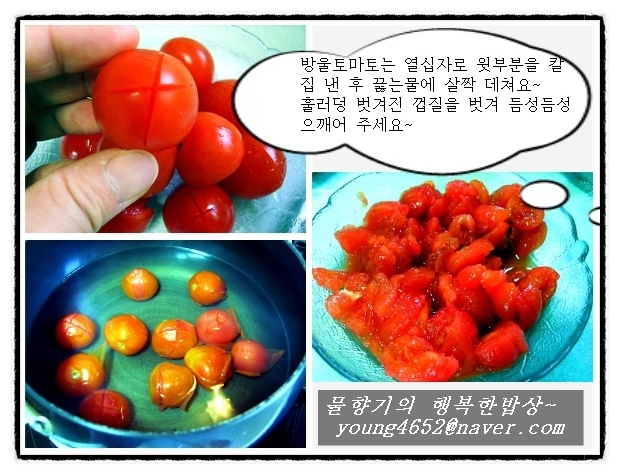 방울토마토는 열십자로 윗부분을 칼
집 낸 후 끓는물에 살짝 데쳐요~
훌러덩 벗겨진 껍질을 벗겨 듬성듬성
으깨어 주세요~
풀향기의 행복한밥상~
young4652@naver.com